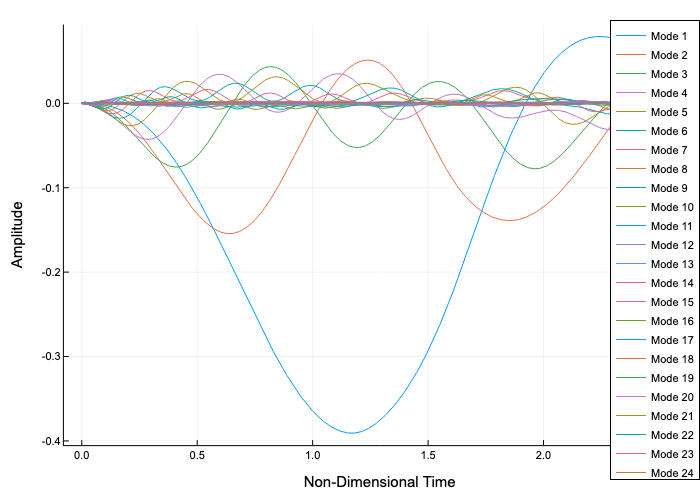 0.0
-0.1
-0.2
-0.3
-0.4
Amplitude
0.0 0.5 1.0 1.5 2.0
Non-Dimensional Time
Mode 1
Mode 2
Mode 3
Mode 4
Mode 5
Mode 6
Mode 7
Mode 8
Mode 9
Mode 10
Mode 11
Mode 12
Mode 13
Mode 14
Mode 15
Mode 16
Mode 17
Mode 18
Mode 19
Mode 20
Mode 21
Mode 22
Mode 23
Mode 24